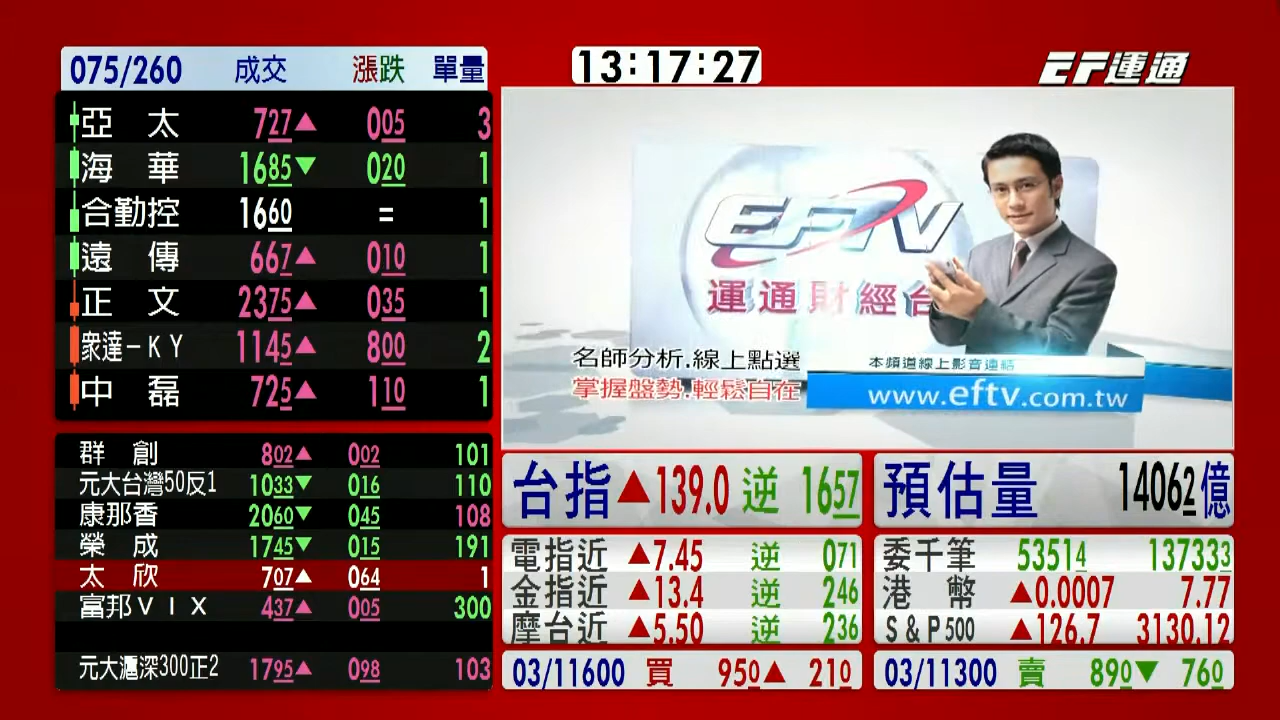 075/260 成交 漲跌 單量
13:17:27
EF運通
亞太 727▲ 005 3
海華 1685▼ 020 1
合勤控 1660 = 1
遠傳 667▲ 010 1
正文 2375▲ 035 1
眾達-KY 1145▲ 800 2
中磊 725▲ 110 1
EFTV
運通財經台
名師分析.線上點選
掌握盤勢.輕鬆自在
本頻道線上影音連結
www.eftv.com.tw
群創 802▲ 002 101
元大台灣50反1 1033▼ 016 110
康那香 2060▼ 045 108
榮成 1745▼ 015 191
太欣 707▲ 064 1
富邦VIX 437▲ 005 300
元大滬深300正2 1795▲ 098 103
台指▲139.0 逆 1657
預估量 14062億
電指近 ▲7.45 逆 071
金指近 ▲13.4 逆 246
摩台近 ▲5.50 逆 236
委千筆 53514 137333
港幣 ▲0.0007 7.77
S&P500 ▲126.7 3130.12
03/11600 買 950▲ 210
03/11300 賣 890▼ 760